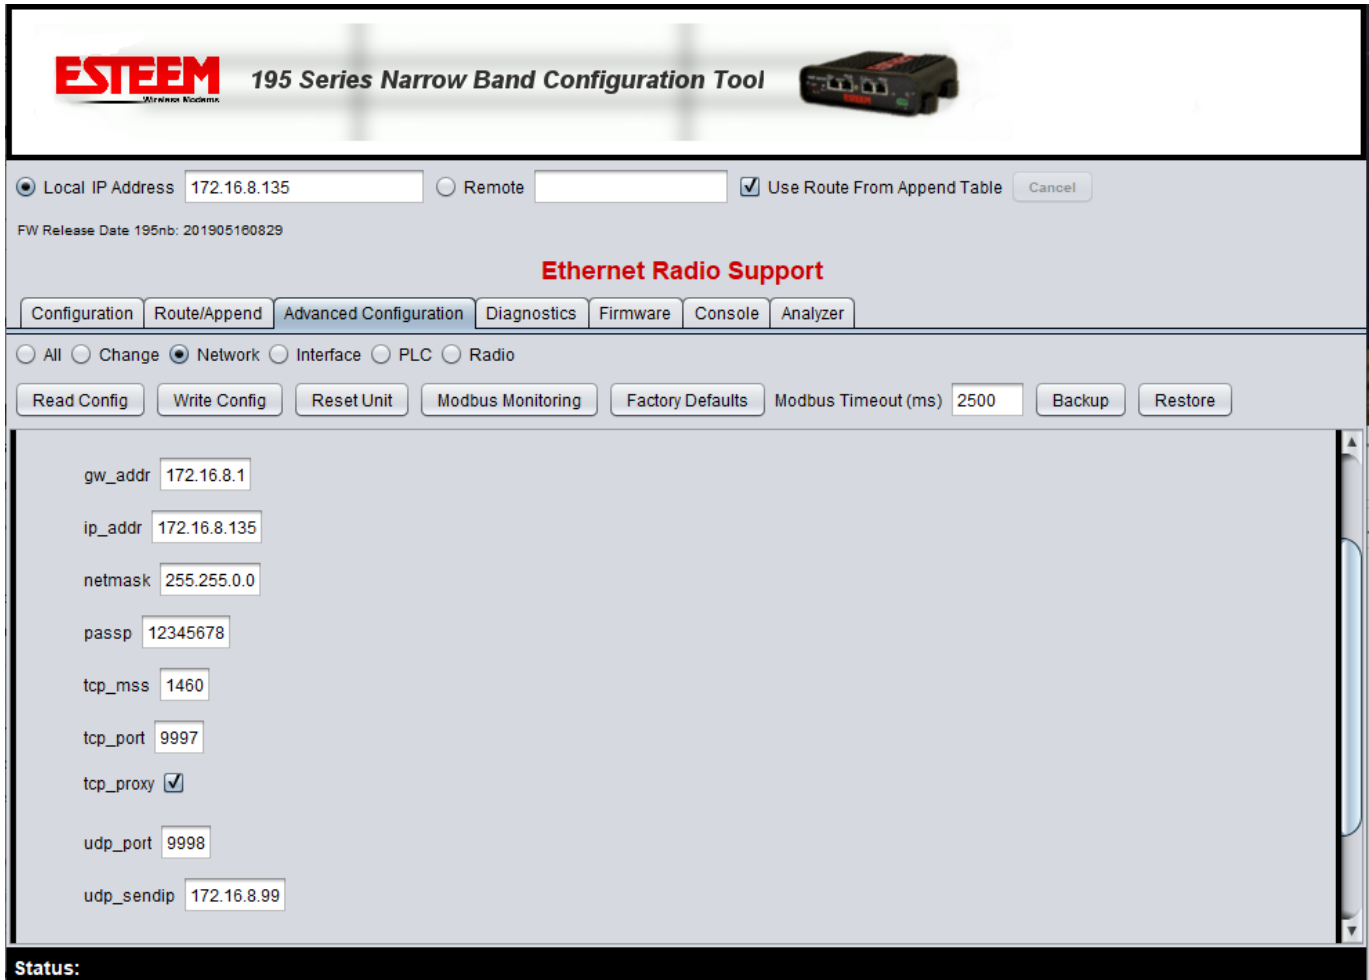 ESTEEM
Wireless Modems
195 Series Narrow Band Configuration Tool
ESTEEM
Local IP Address 172.16.8.135 Remote Use Route From Append Table Cancel
FW Release Date 195nb: 201905160829
Ethernet Radio Support
Configuration Route/Append Advanced Configuration Diagnostics Firmware Console Analyzer
All Change Network Interface PLC Radio
Read Config Write Config Reset Unit Modbus Monitoring Factory Defaults Modbus Timeout (ms) 2500 Backup Restore
gw_addr 172.16.8.1
ip_addr 172.16.8.135
netmask 255.255.0.0
passp 12345678
tcp_mss 1460
tcp_port 9997
tcp_proxy
udp_port 9998
udp_sendip 172.16.8.99
Status: